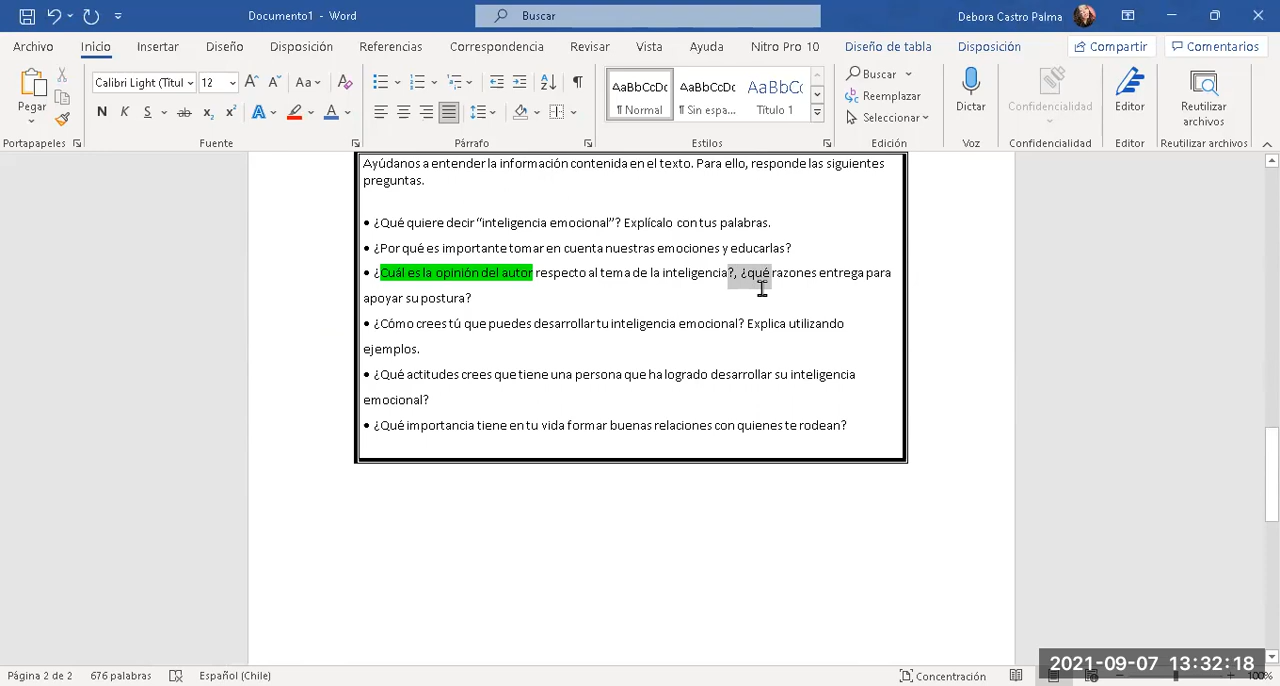 Documento1 - Word
Buscar
Debora Castro Palma
Archivo Inicio Insertar Diseño Disposición Referencias Correspondencia Revisar Vista Ayuda Nitro Pro 10 Diseño de tabla Disposición Compartir Comentarios
Pegar
Calibri Light (Títul 12
N K S ab x₂ x²
AaBbCcDc AaBbCcDc AaBbCc
¶ Normal ¶ Sin espa... Título 1
Buscar
Reemplazar
Seleccionar
Dictar
Confidencialidad
Editor
Reutilizar archivos
Portapapeles Fuente Párrafo Estilos Edición Voz Confidencialidad Editor Reutilizar archivos
Ayúdanos a entender la información contenida en el texto. Para ello, responde las siguientes
preguntas.
• ¿Qué quiere decir “inteligencia emocional”? Explícalo con tus palabras.
• ¿Por qué es importante tomar en cuenta nuestras emociones y educarlas?
• ¿Cuál es la opinión del autor respecto al tema de la inteligencia?, ¿qué razones entrega para
apoyar su postura?
• ¿Cómo crees tú que puedes desarrollar tu inteligencia emocional? Explica utilizando
ejemplos.
• ¿Qué actitudes crees que tiene una persona que ha logrado desarrollar su inteligencia
emocional?
• ¿Qué importancia tiene en tu vida formar buenas relaciones con quienes te rodean?
Página 2 de 2 676 palabras Español (Chile) Concentración 100%
2021-09-07 13:32:18